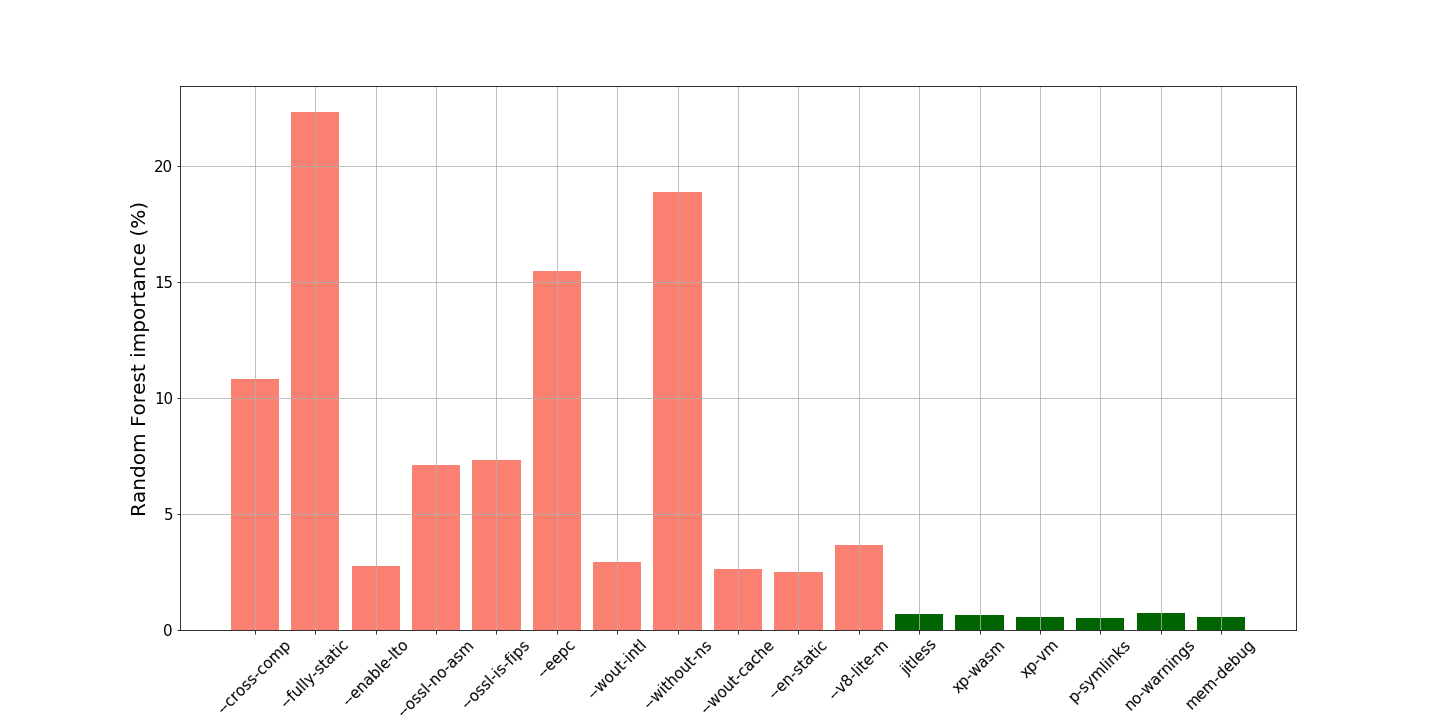 Random Forest importance (%)
20
15
10
5
0
–cross-comp
–fully-static
–enable-lto
–ossl-no-asm
–ossl-is-fips
–eepc
–wout-intl
–without-ns
–wout-cache
–en-static
–v8-lite-m
jitless
xp-wasm
xp-vm
p-symlinks
no-warnings
mem-debug